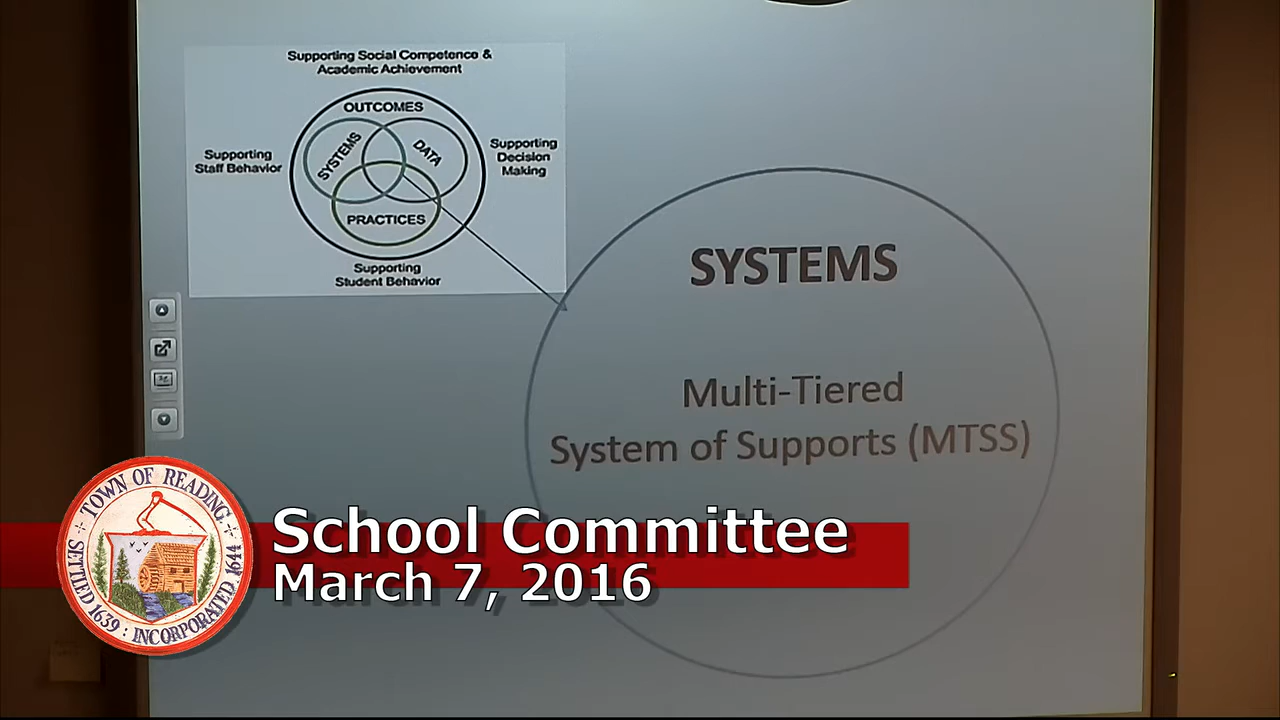 Supporting Social Competence &
Academic Achievement
OUTCOMES
Supporting
Staff Behavior
SYSTEMS
DATA
Supporting
Decision
Making
PRACTICES
Supporting
Student Behavior
SYSTEMS
Multi-Tiered
System of Supports (MTSS)
TOWN OF READING
SETTLED 1639 : INCORPORATED 1644
School Committee
March 7, 2016